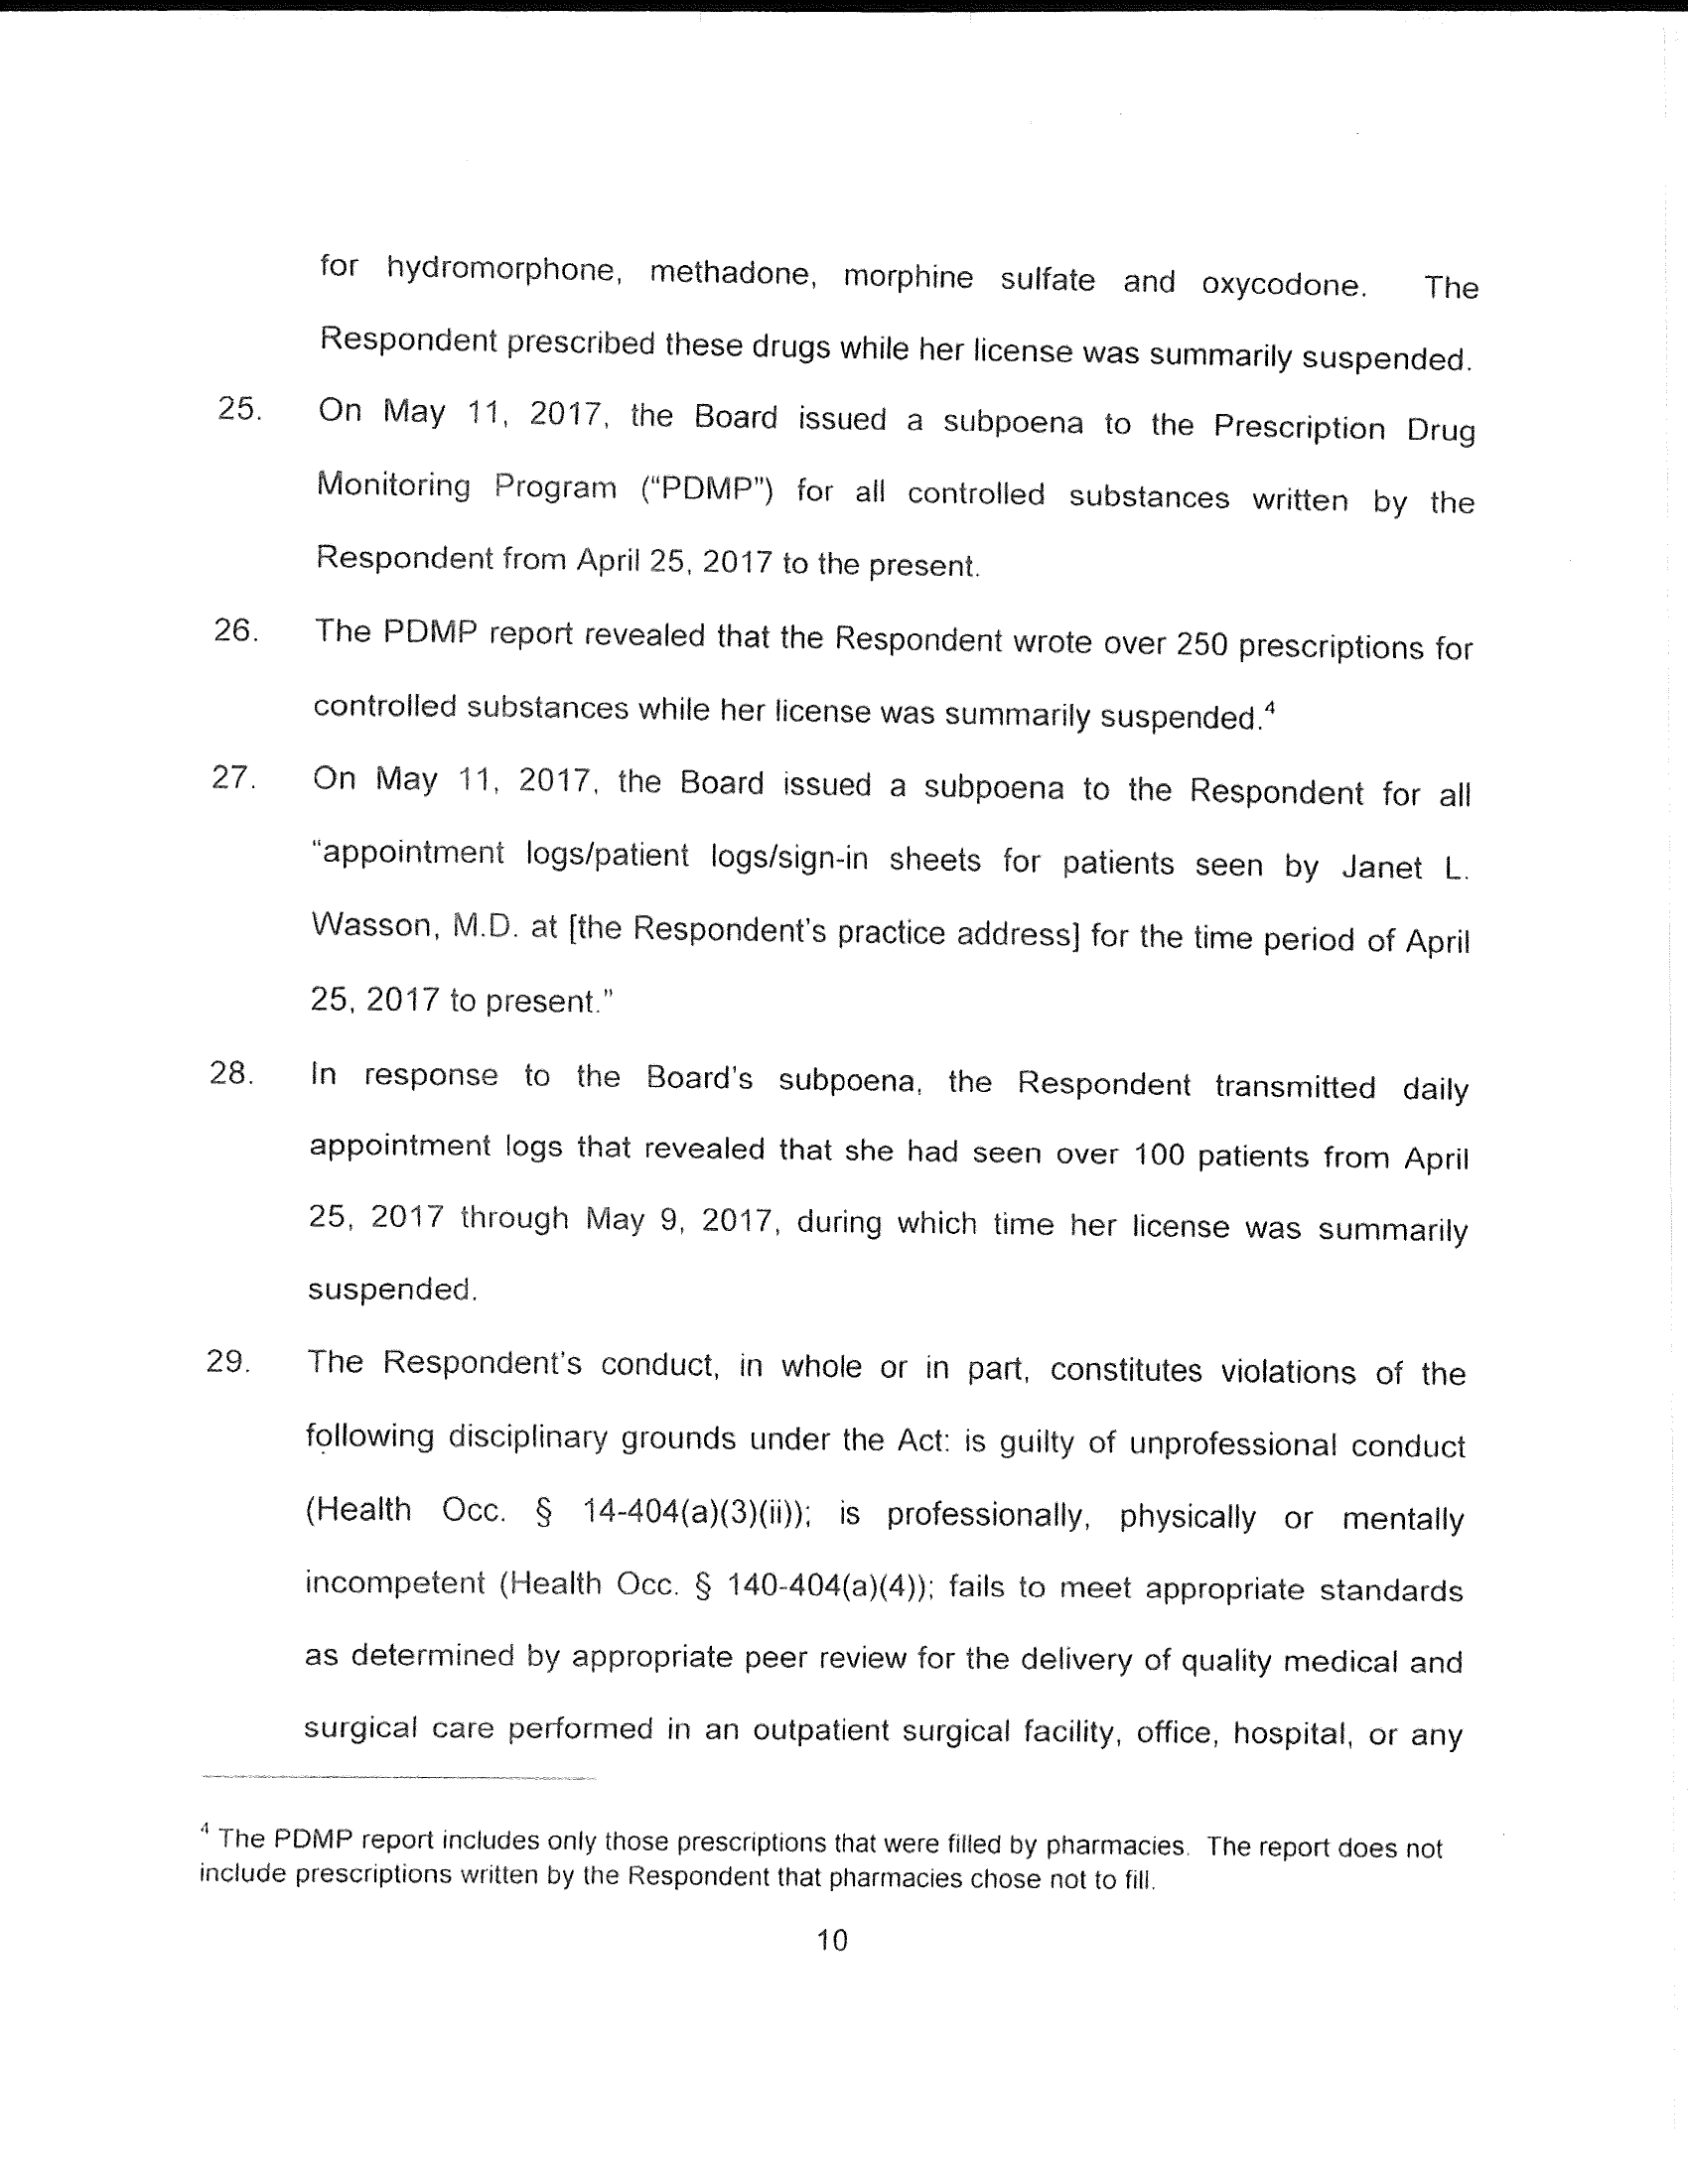 for hydromorphone, methadone, morphine sulfate and oxycodone. The
Respondent prescribed these drugs while her license was summarily suspended.
25. On May 11, 2017, the Board issued a subpoena to the Prescription Drug
Monitoring Program (“PDMP”) for all controlled substances written by the
Respondent from April 25, 2017 to the present.
26. The PDMP report revealed that the Respondent wrote over 250 prescriptions for
controlled substances while her license was summarily suspended.⁴
27. On May 11, 2017, the Board issued a subpoena to the Respondent for all
“appointment logs/patient logs/sign-in sheets for patients seen by Janet L.
Wasson, M.D. at [the Respondent's practice address] for the time period of April
25, 2017 to present.”
28. In response to the Board's subpoena, the Respondent transmitted daily
appointment logs that revealed that she had seen over 100 patients from April
25, 2017 through May 9, 2017, during which time her license was summarily
suspended.
29. The Respondent's conduct, in whole or in part, constitutes violations of the
following disciplinary grounds under the Act: is guilty of unprofessional conduct
(Health Occ. § 14-404(a)(3)(ii)); is professionally, physically or mentally
incompetent (Health Occ. § 140-404(a)(4)); fails to meet appropriate standards
as determined by appropriate peer review for the delivery of quality medical and
surgical care performed in an outpatient surgical facility, office, hospital, or any
⁴ The PDMP report includes only those prescriptions that were filled by pharmacies. The report does not
include prescriptions written by the Respondent that pharmacies chose not to fill.
10